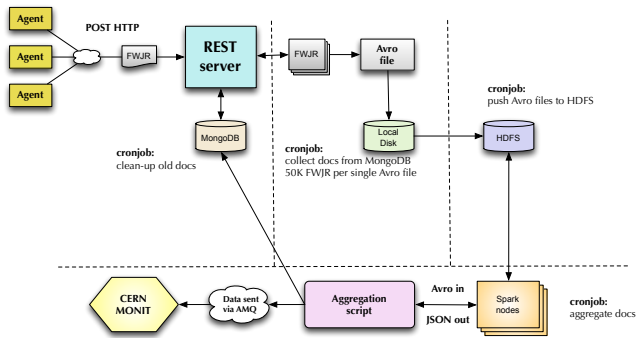 Agent
POST HTTP
Agent
FWJR
REST
server
FWJR
Avro
file
Agent
cronjob:
push Avro files to HDFS
MongoDB
Local
Disk
HDFS
cronjob:
clean-up old docs
cronjob:
collect docs from MongoDB
50K FWJR per single Avro file
CERN
MONIT
Data sent
via AMQ
Aggregation
script
Avro in
JSON out
Spark
nodes
cronjob:
aggregate docs